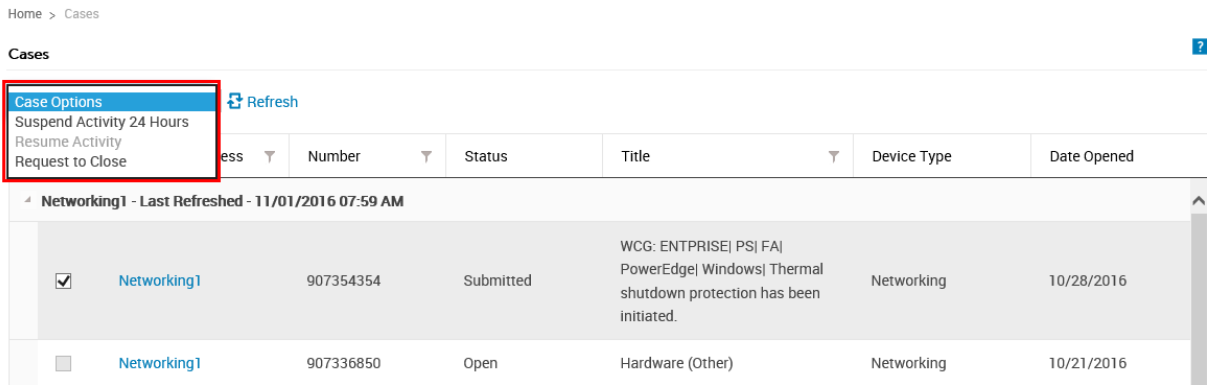 Home > Cases
Cases
?
Case Options
Suspend Activity 24 Hours
Resume Activity
Request to Close
Refresh
ess Number Status Title Device Type Date Opened
Networking1 - Last Refreshed - 11/01/2016 07:59 AM
WCG: ENTPRISE| PS| FA|
PowerEdge| Windows| Thermal
shutdown protection has been
initiated.
Networking1 907354354 Submitted Networking 10/28/2016
Networking1 907336850 Open Hardware (Other) Networking 10/21/2016